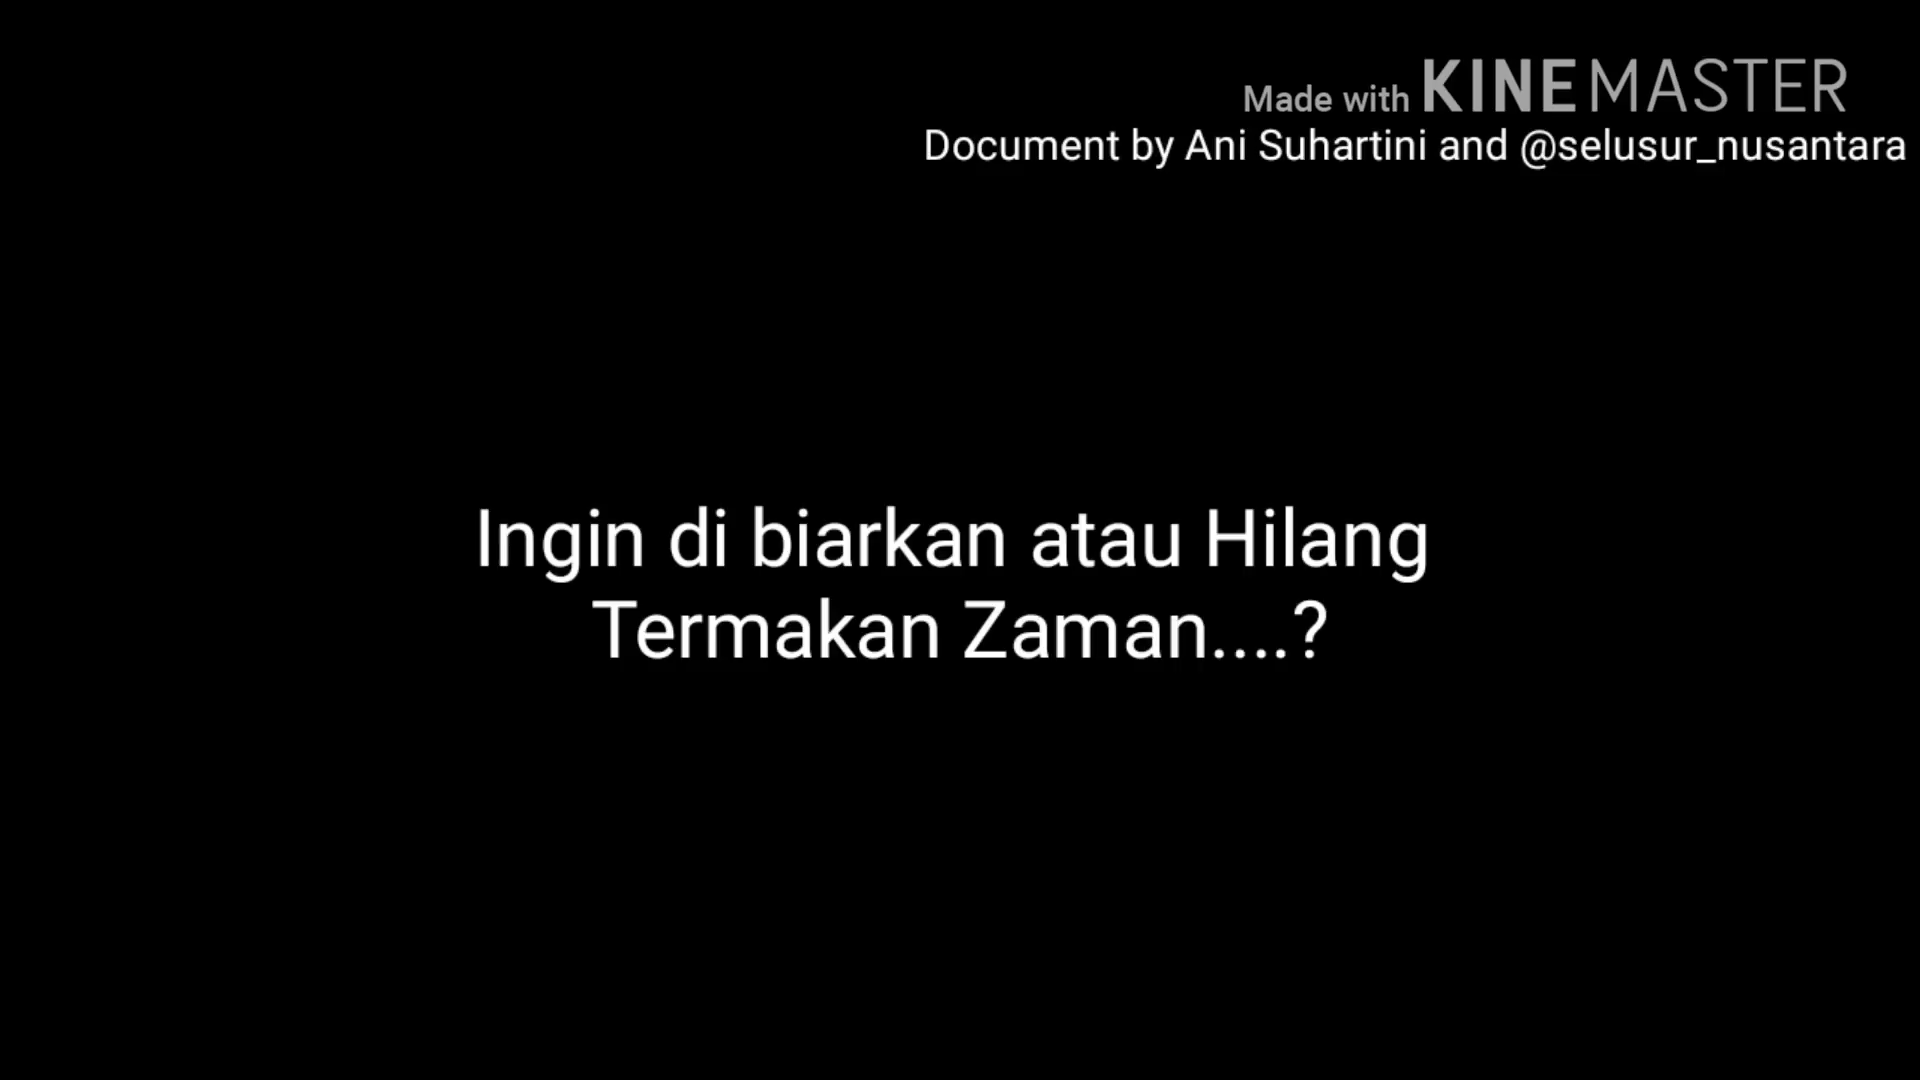 Made with KINEMASTER
Document by Ani Suhartini and @selusur_nusantara
Ingin di biarkan atau Hilang
Termakan Zaman....?